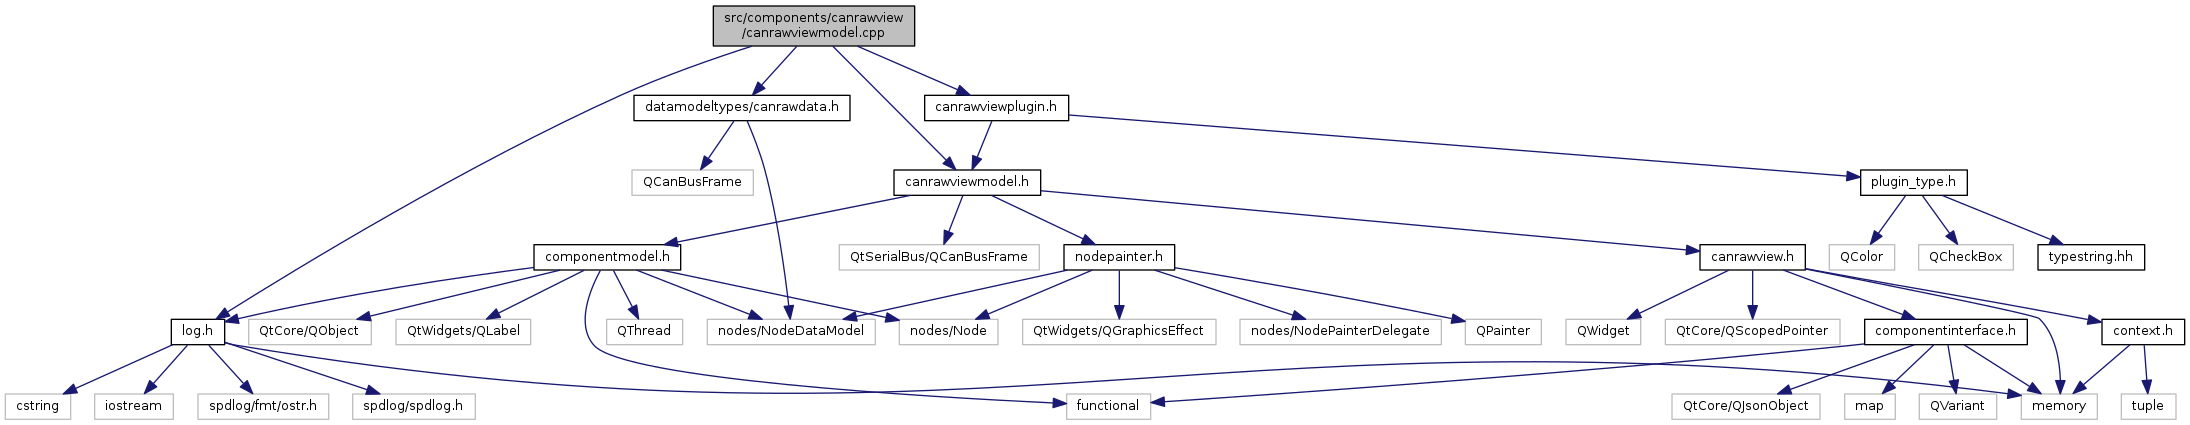 src/components/canrawview
/canrawviewmodel.cpp
datamodeltypes/canrawdata.h
canrawviewplugin.h
QCanBusFrame
canrawviewmodel.h
plugin_type.h
componentmodel.h
QtSerialBus/QCanBusFrame
nodepainter.h
canrawview.h
QColor
QCheckBox
typestring.hh
log.h
QtCore/QObject
QtWidgets/QLabel
QThread
nodes/NodeDataModel
nodes/Node
QtWidgets/QGraphicsEffect
nodes/NodePainterDelegate
QPainter
QWidget
QtCore/QScopedPointer
componentinterface.h
context.h
cstring
iostream
spdlog/fmt/ostr.h
spdlog/spdlog.h
functional
QtCore/QJsonObject
map
QVariant
memory
tuple